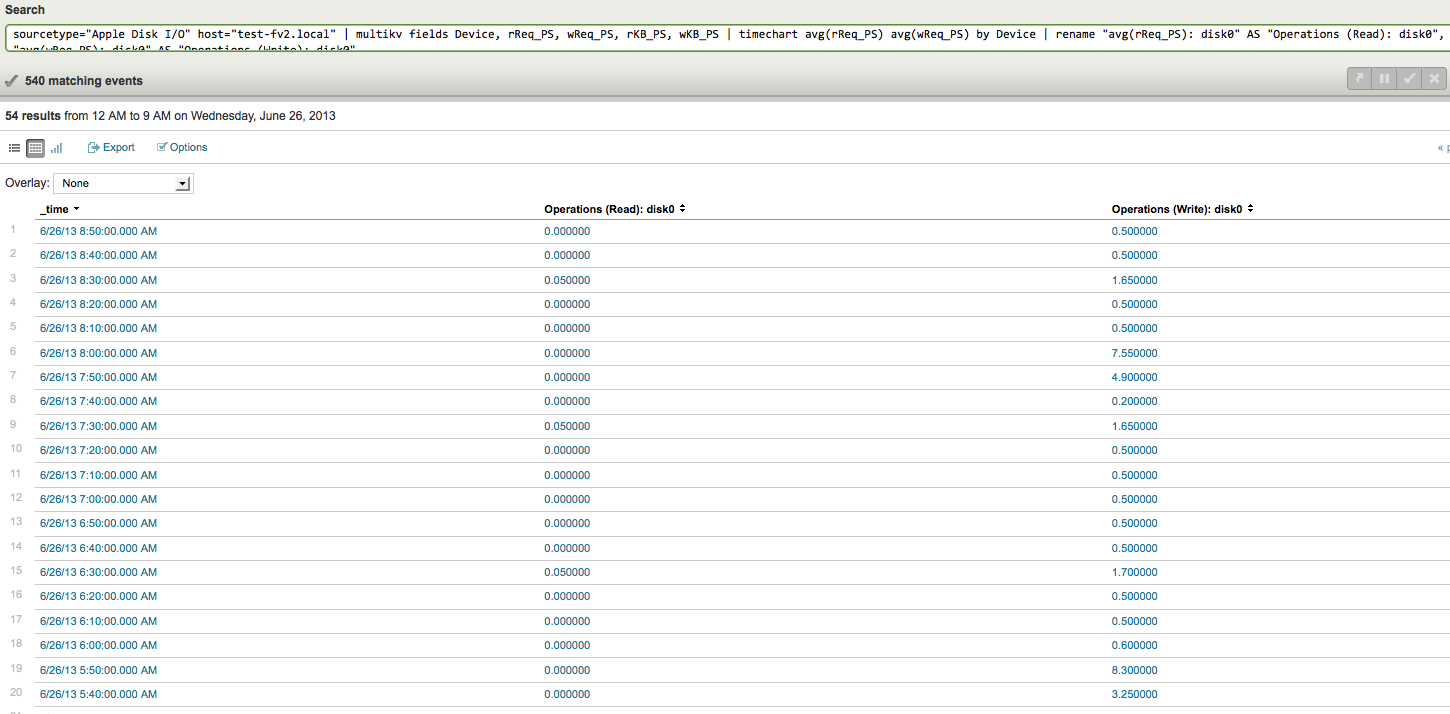 Search
sourcetype="Apple Disk I/O" host="test-fv2.local" | multikv fields Device, rReq_PS, wReq_PS, rKB_PS, wKB_PS | timechart avg(rReq_PS) avg(wReq_PS) by Device | rename "avg(rReq_PS): disk0" AS "Operations (Read): disk0",
"avg(wReq_PS): disk0" AS "Operations (Write): disk0"
540 matching events
54 results from 12 AM to 9 AM on Wednesday, June 26, 2013
Export Options « p
Overlay: None
_time Operations (Read): disk0 Operations (Write): disk0
1 6/26/13 8:50:00.000 AM 0.000000 0.500000
2 6/26/13 8:40:00.000 AM 0.000000 0.500000
3 6/26/13 8:30:00.000 AM 0.050000 1.650000
4 6/26/13 8:20:00.000 AM 0.000000 0.500000
5 6/26/13 8:10:00.000 AM 0.000000 0.500000
6 6/26/13 8:00:00.000 AM 0.000000 7.550000
7 6/26/13 7:50:00.000 AM 0.000000 4.900000
8 6/26/13 7:40:00.000 AM 0.000000 0.200000
9 6/26/13 7:30:00.000 AM 0.050000 1.650000
10 6/26/13 7:20:00.000 AM 0.000000 0.500000
11 6/26/13 7:10:00.000 AM 0.000000 0.500000
12 6/26/13 7:00:00.000 AM 0.000000 0.500000
13 6/26/13 6:50:00.000 AM 0.000000 0.500000
14 6/26/13 6:40:00.000 AM 0.000000 0.500000
15 6/26/13 6:30:00.000 AM 0.050000 1.700000
16 6/26/13 6:20:00.000 AM 0.000000 0.500000
17 6/26/13 6:10:00.000 AM 0.000000 0.500000
18 6/26/13 6:00:00.000 AM 0.000000 0.600000
19 6/26/13 5:50:00.000 AM 0.000000 8.300000
20 6/26/13 5:40:00.000 AM 0.000000 3.250000